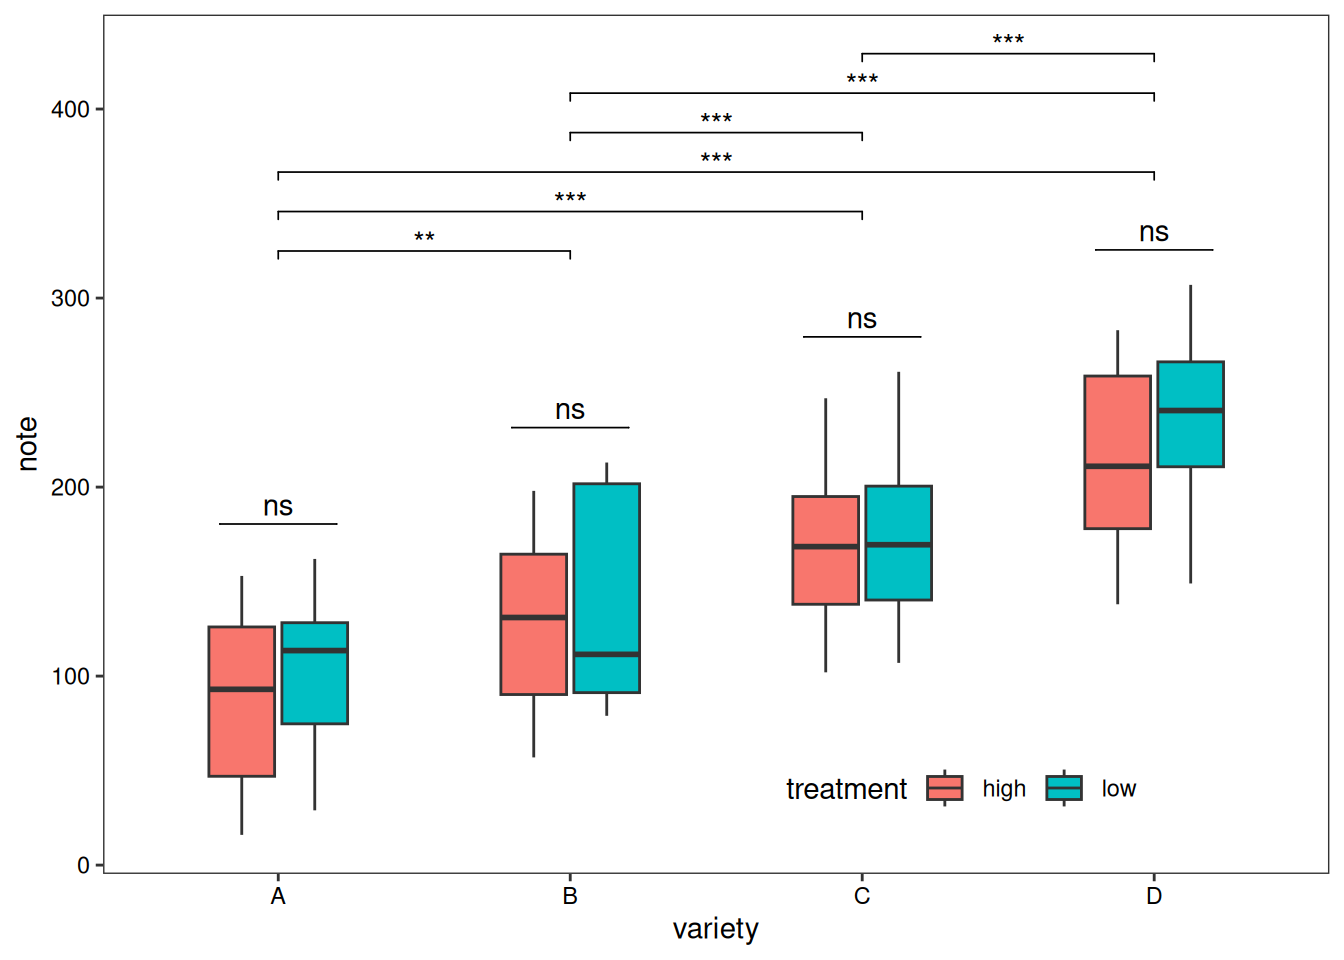 ***
***
400
***
***
***
**
ns
300
ns
ns
note
200
ns
100
treatment high low
0
A B C D
variety